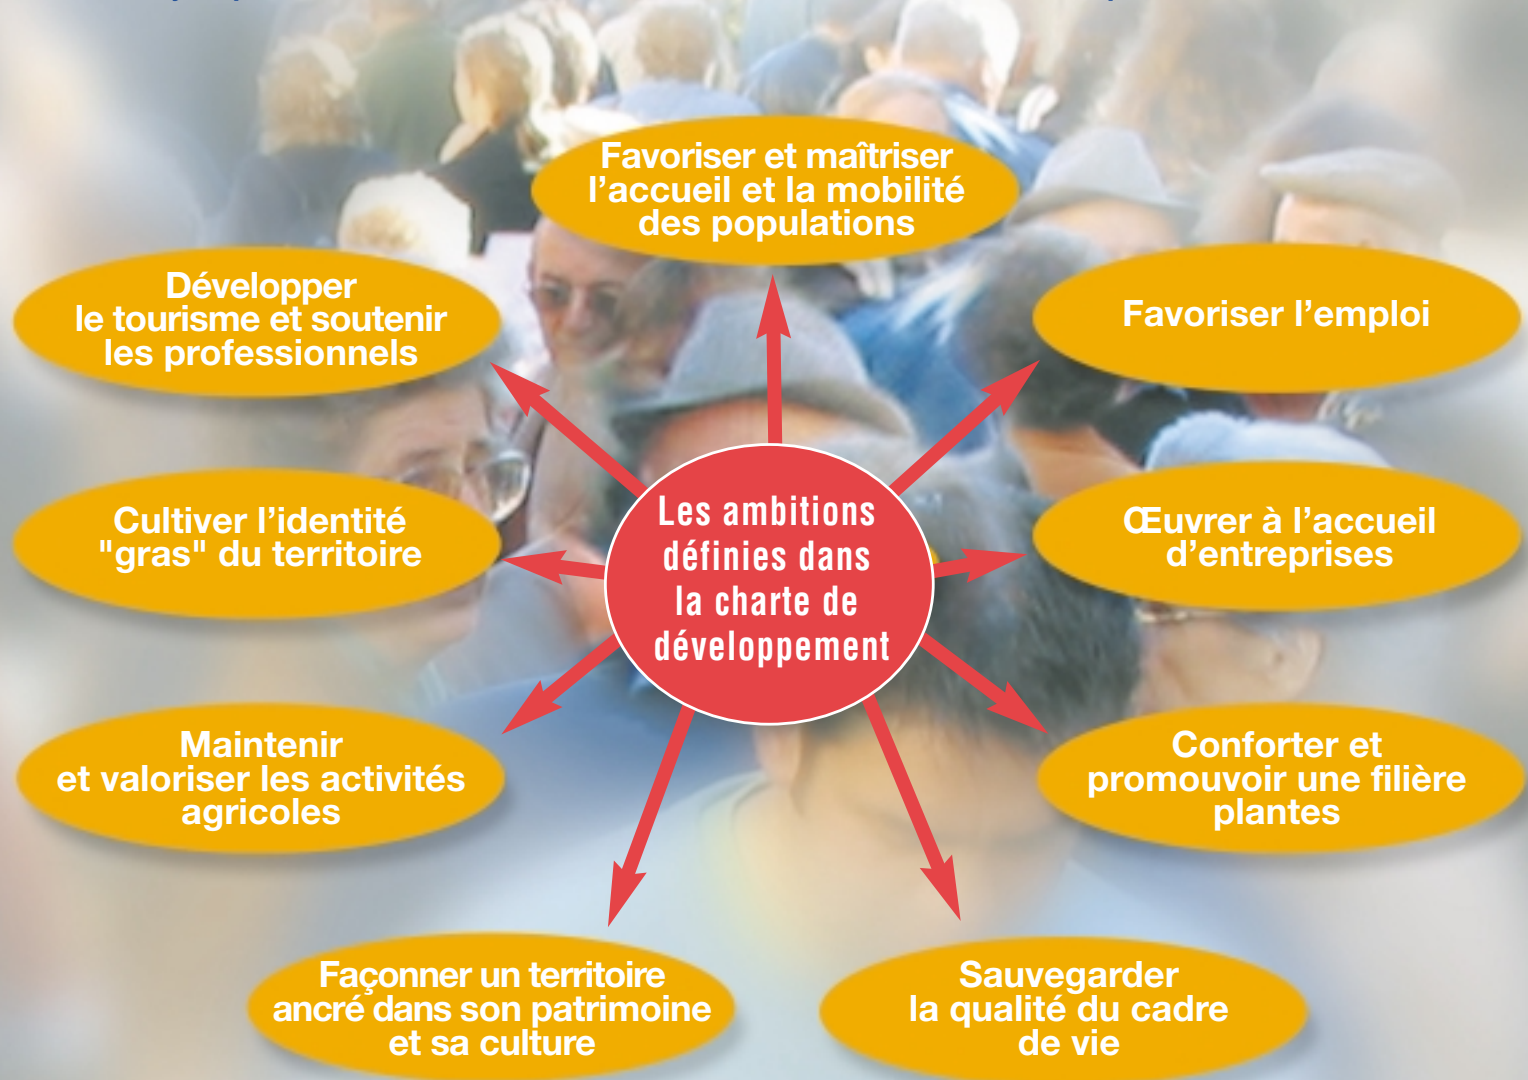 Favoriser et maîtriser
l’accueil et la mobilité
des populations
Développer
le tourisme et soutenir
les professionnels
Favoriser l’emploi
Cultiver l’identité
"gras" du territoire
Les ambitions
définies dans
la charte de
développement
Œuvrer à l’accueil
d’entreprises
Maintenir
et valoriser les activités
agricoles
Conforter et
promouvoir une filière
plantes
Façonner un territoire
ancré dans son patrimoine
et sa culture
Sauvegarder
la qualité du cadre
de vie